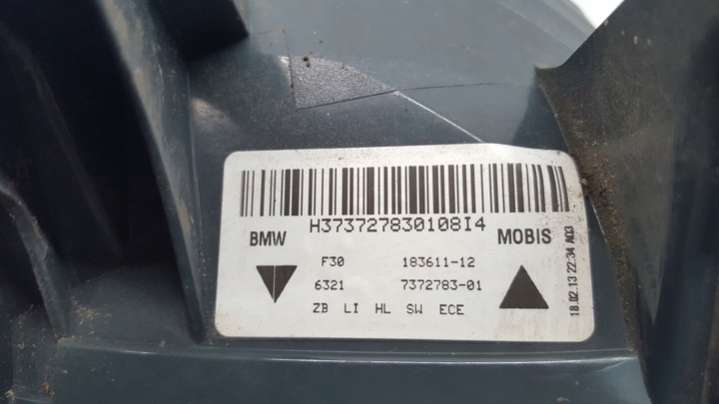 H37372783010814
BMW
MOBIS
F30 183611-12
6321 7372783-01
ZB LI HL SW ECE
18.02.13 22:34 A03